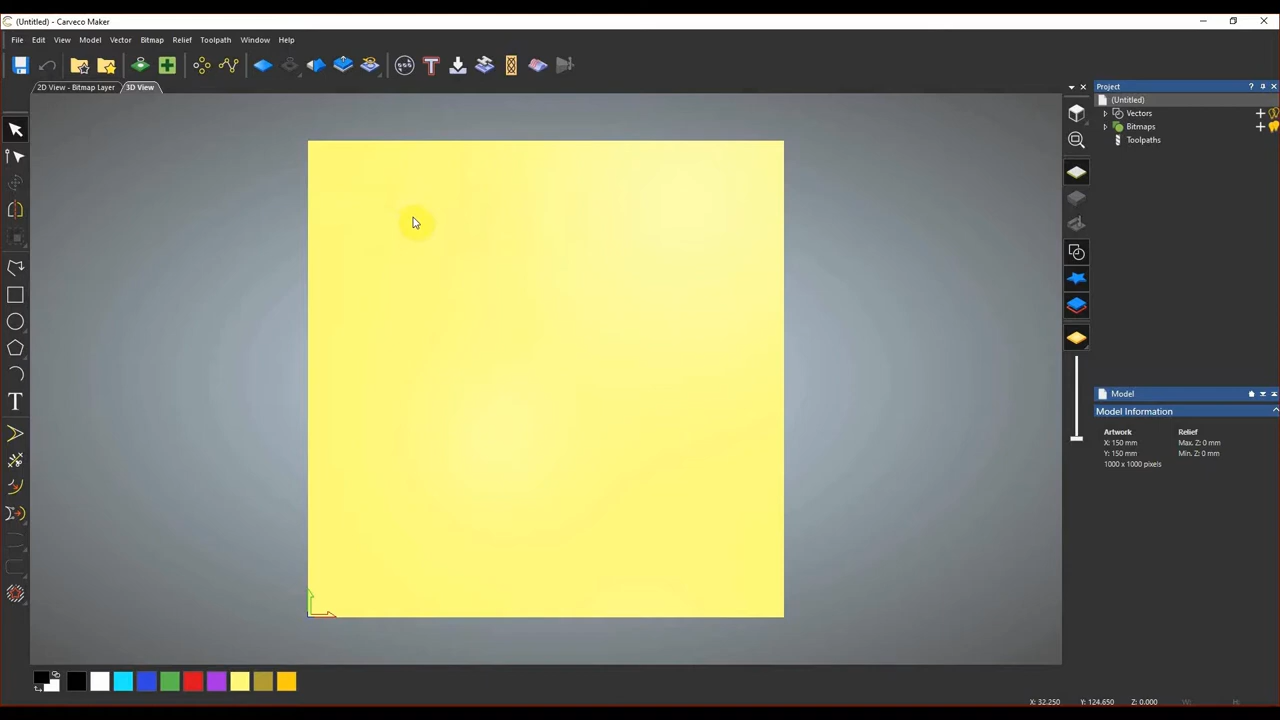 (Untitled) - Carveco Maker
File Edit View Model Vector Bitmap Relief Toolpath Window Help
2D View - Bitmap Layer 3D View
Project
(Untitled)
Vectors
Bitmaps
Toolpaths
Model
Model Information
Artwork Relief
X: 150 mm Max. Z: 0 mm
Y: 150 mm Min. Z: 0 mm
1000 x 1000 pixels
X: 32.250 Y: 124.650 Z: 0.000 W: H: